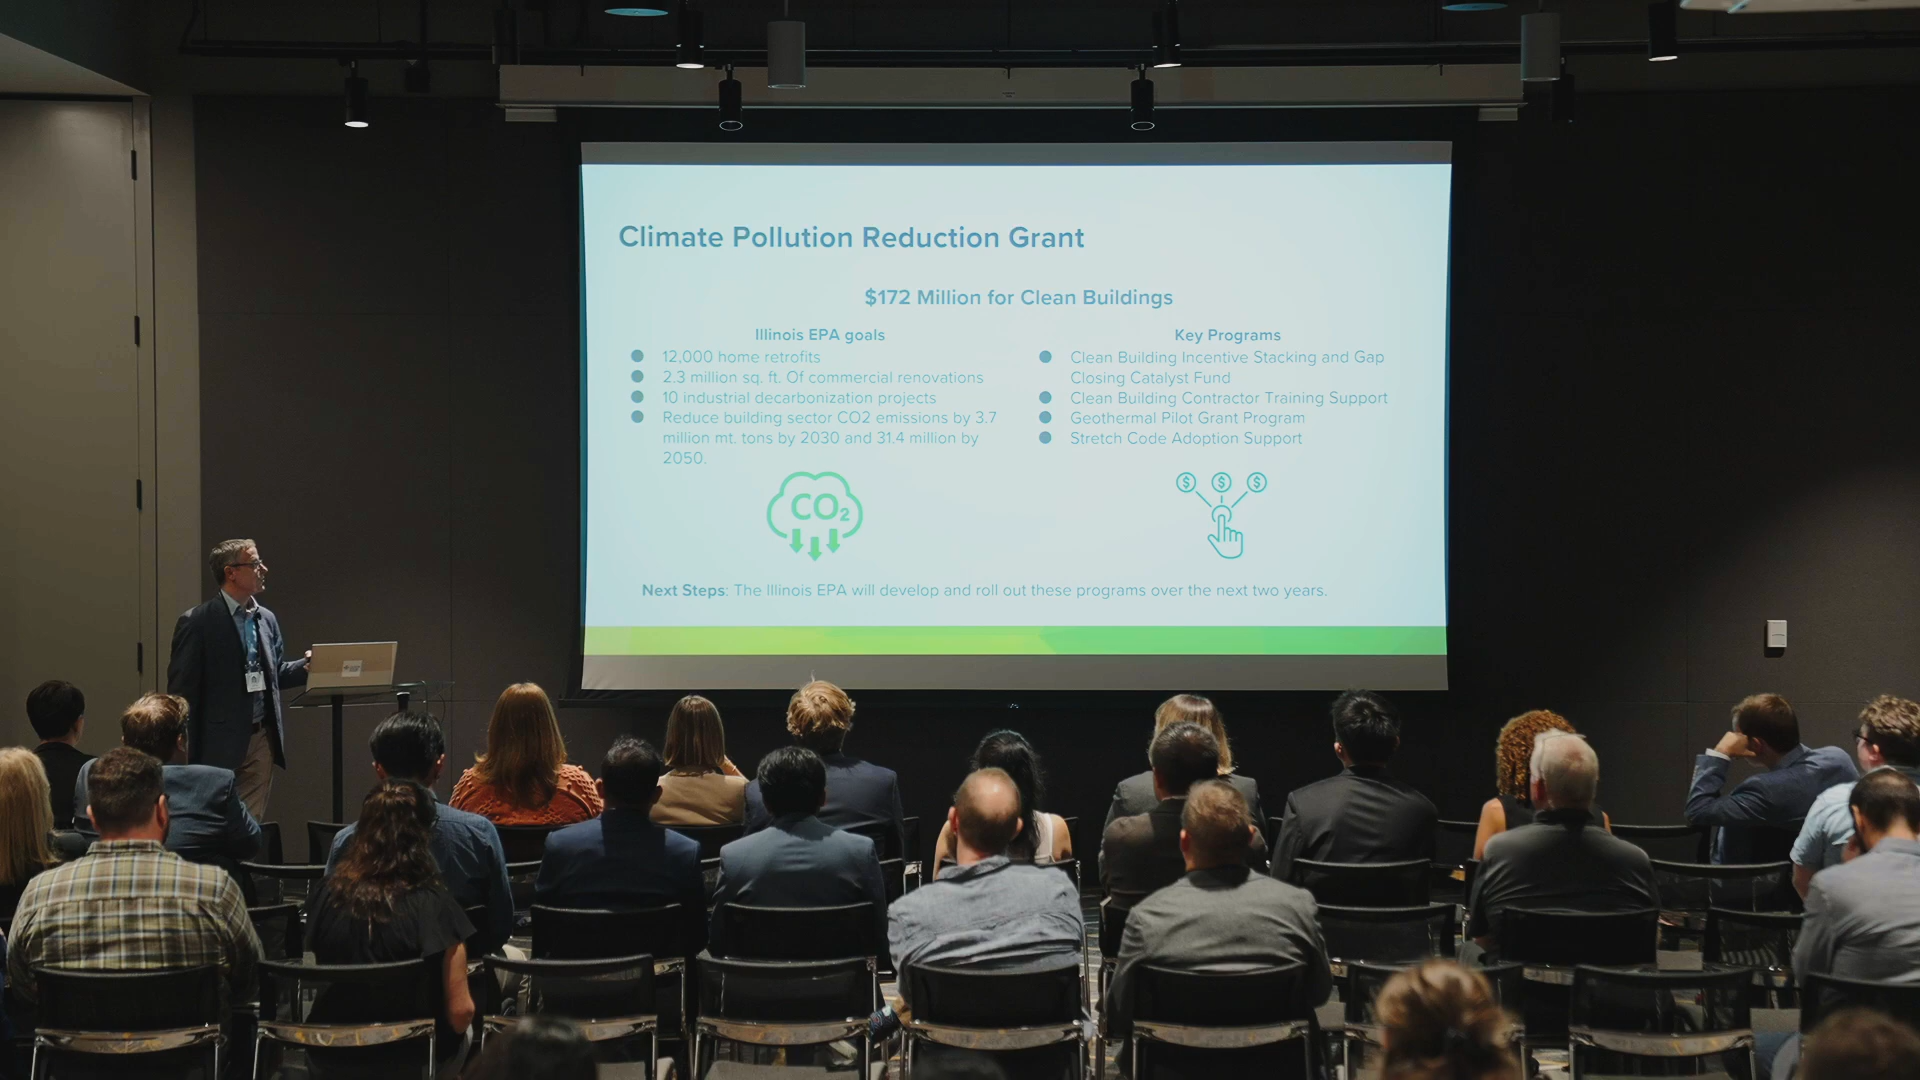 Climate Pollution Reduction Grant
$172 Million for Clean Buildings
Illinois EPA goals
12,000 home retrofits
2.3 million sq. ft. Of commercial renovations
10 industrial decarbonization projects
Reduce building sector CO2 emissions by 3.7
million mt. tons by 2030 and 31.4 million by
2050.
Key Programs
Clean Building Incentive Stacking and Gap
Closing Catalyst Fund
Clean Building Contractor Training Support
Geothermal Pilot Grant Program
Stretch Code Adoption Support
CO₂
$ $ $
Next Steps: The Illinois EPA will develop and roll out these programs over the next two years.